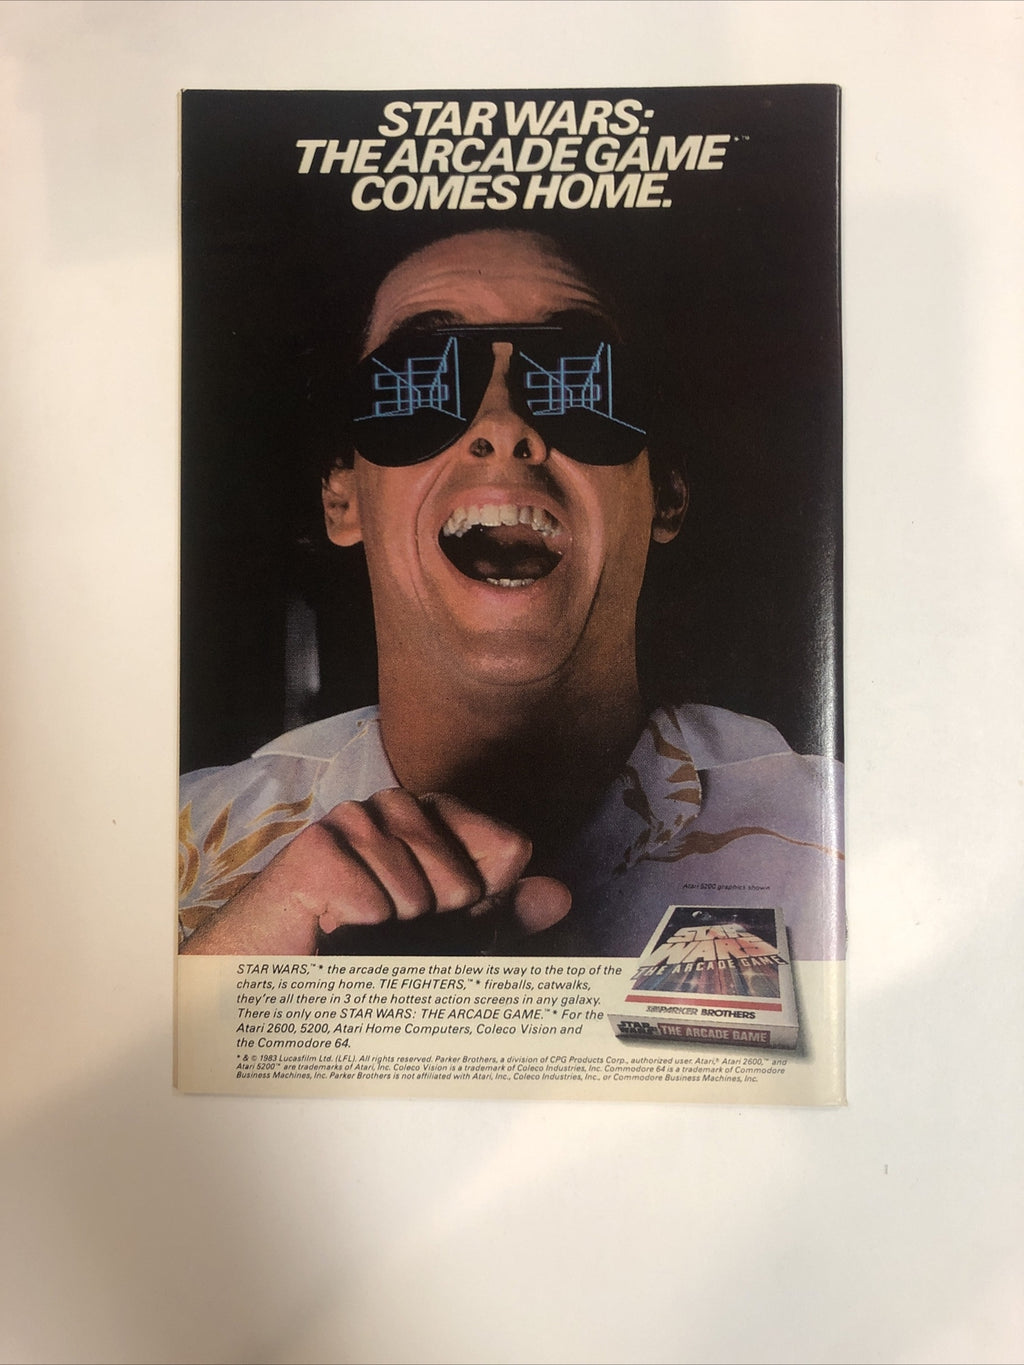 STAR WARS:
THE ARCADE GAME*™
COMES HOME.
Atari 5200 graphics shown
STAR WARS
THE ARCADE GAME
PARKER BROTHERS
STAR WARS THE ARCADE GAME
STAR WARS,™* the arcade game that blew its way to the top of the
charts, is coming home. TIE FIGHTERS,™* fireballs, catwalks,
they're all there in 3 of the hottest action screens in any galaxy.
There is only one STAR WARS: THE ARCADE GAME.™* For the
Atari 2600, 5200, Atari Home Computers, Coleco Vision and
the Commodore 64.
* & © 1983 Lucasfilm Ltd. (LFL). All rights reserved. Parker Brothers, a division of CPG Products Corp., authorized user. Atari,® Atari 2600,™ and
Atari 5200™ are trademarks of Atari, Inc. Coleco Vision is a trademark of Coleco Industries, Inc. Commodore 64 is a trademark of Commodore
Business Machines, Inc. Parker Brothers is not affiliated with Atari, Inc., Coleco Industries, Inc., or Commodore Business Machines, Inc.